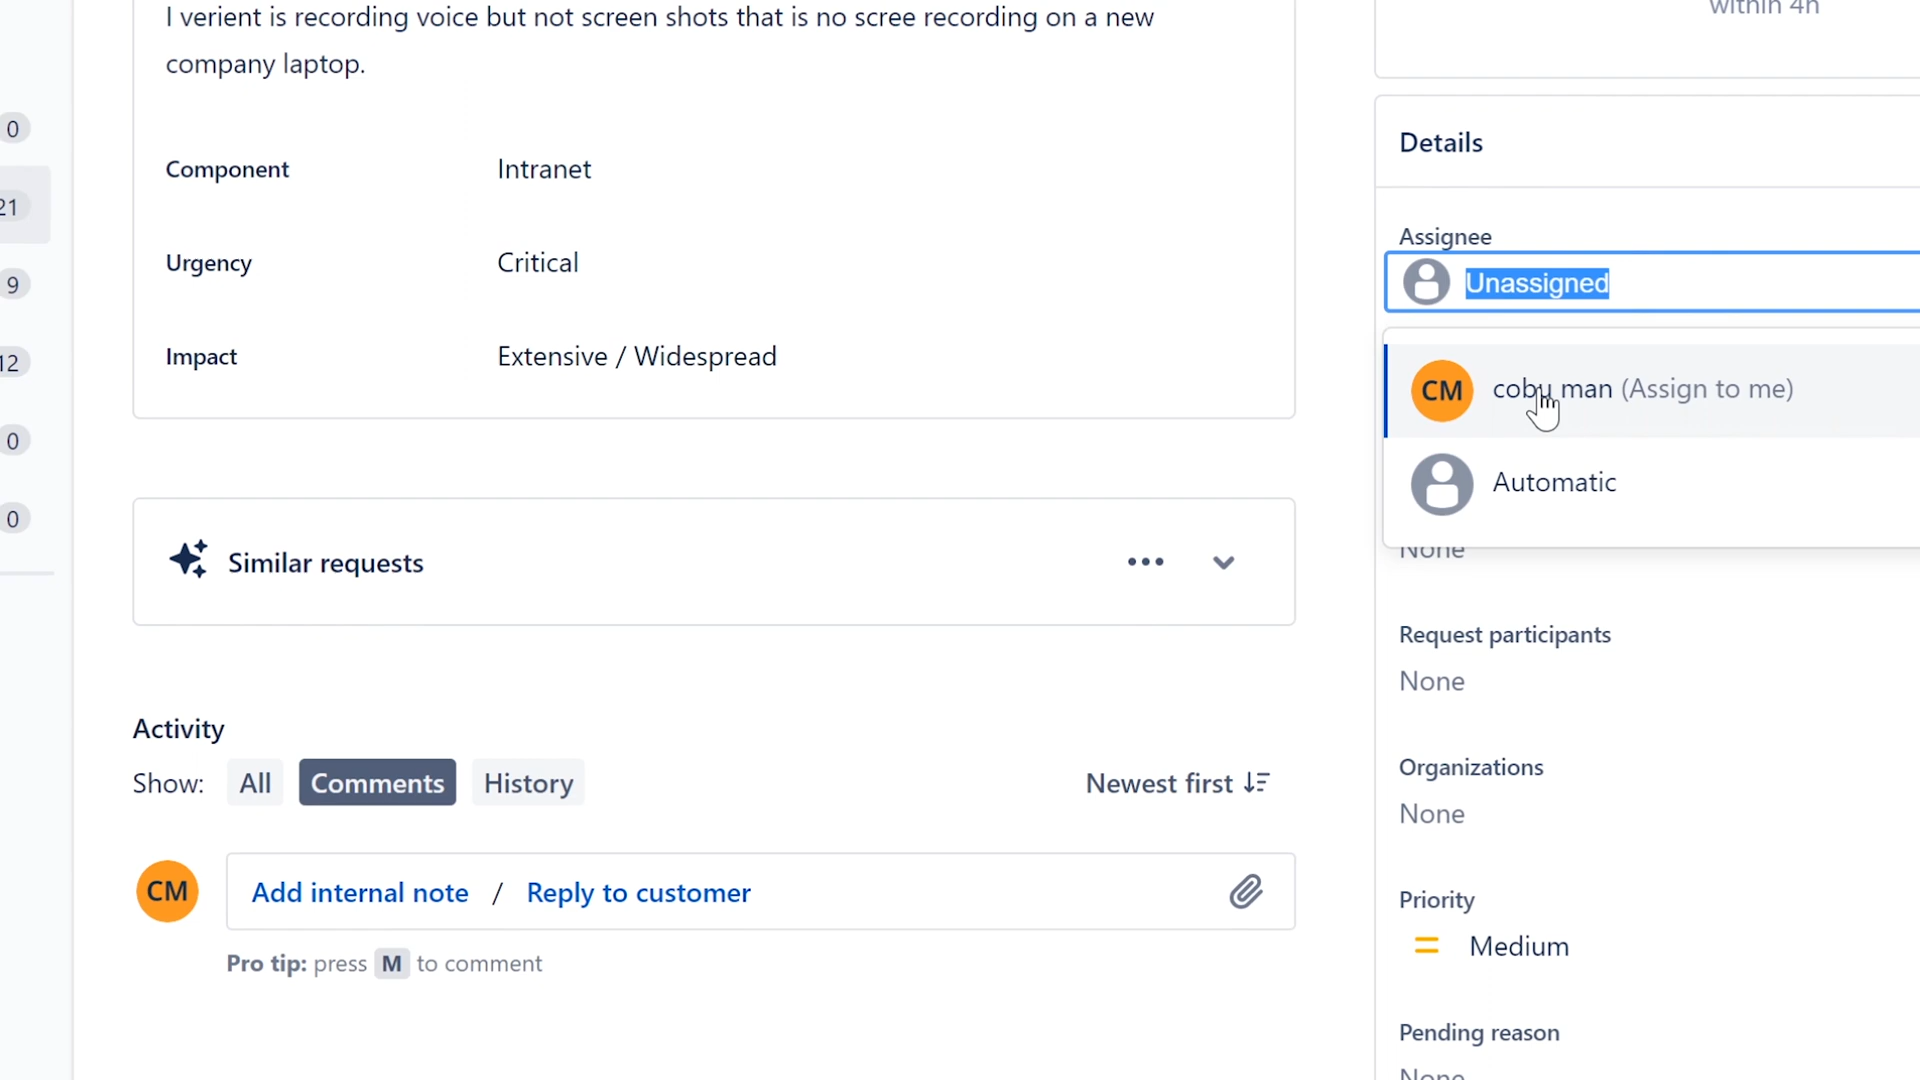 I verient is recording voice but not screen shots that is no scree recording on a new
company laptop.
Component Intranet
Urgency Critical
Impact Extensive / Widespread
0
21
9
12
0
0
Similar requests
Activity
Show: All Comments History Newest first
CM Add internal note / Reply to customer
Pro tip: press M to comment
within 4h
Details
Assignee
Unassigned
CM coby man (Assign to me)
Automatic
None
Request participants
None
Organizations
None
Priority
Medium
Pending reason
None